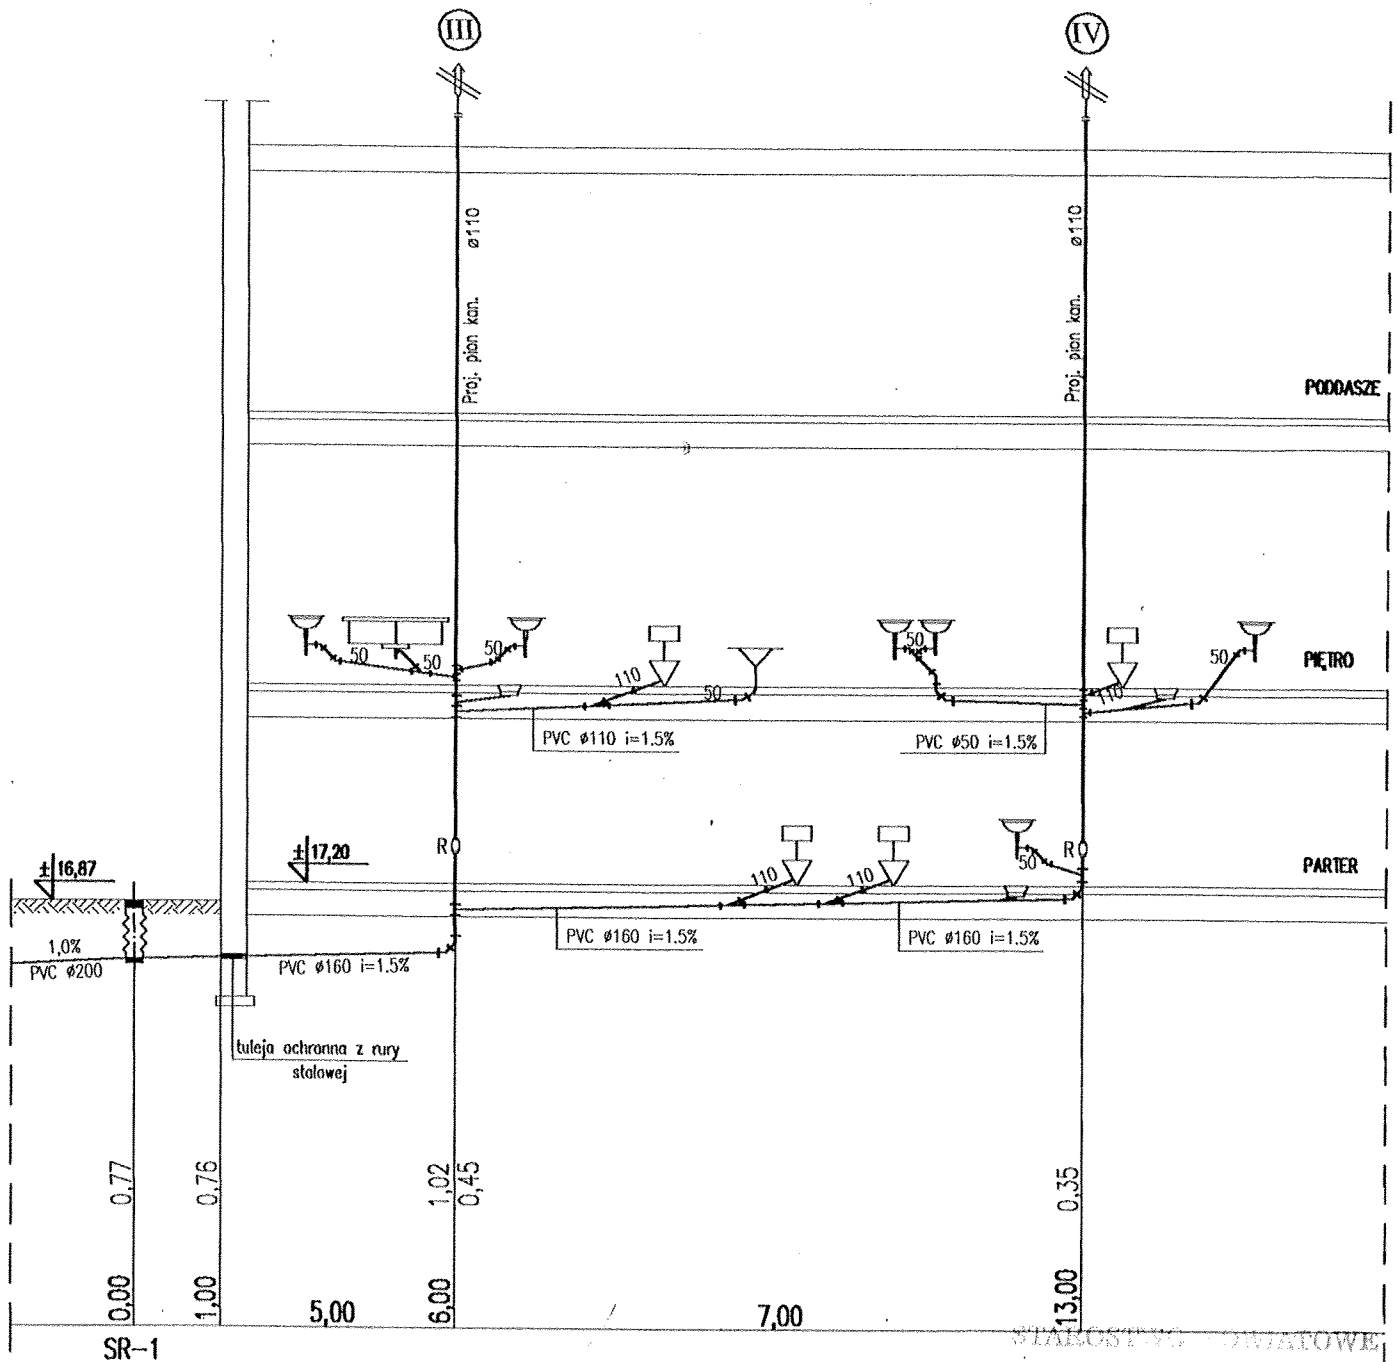 III
IV
Proj. pion kan. ø110
Proj. pion kan. ø110
PODDASZE
50
50
50
110
50
50
110
50
PIĘTRO
PVC ø110 i=1.5%
PVC ø50 i=1.5%
R
R
± 16,87
± 17,20
110
110
50
PARTER
1,0%
PVC ø200
PVC ø160 i=1.5%
PVC ø160 i=1.5%
PVC ø160 i=1.5%
tuleja ochronna z rury
stalowej
0,77
0,76
1,02
0,45
0,35
0,00
1,00
5,00
6,00
7,00
13,00
SR-1